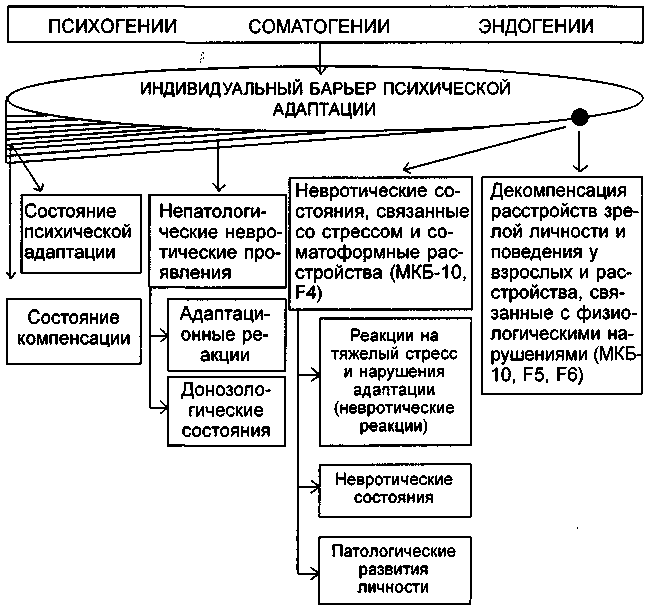 ПСИХОГЕНИИ СОМАТОГЕНИИ ЭНДОГЕНИИ
ИНДИВИДУАЛЬНЫЙ БАРЬЕР ПСИХИЧЕСКОЙ
АДАПТАЦИИ
Состояние
психической
адаптации
Состояние
компенсации
Непатологи-
ческие невро-
тические про-
явления
Адаптаци-
онные ре-
акции
Донозоло-
гические
состояния
Невротические со-
стояния, связанные
со стрессом и со-
матоформные рас-
стройства (МКБ-10,
F4)
Реакции на
тяжелый стресс
и нарушения
адаптации
(невротические
реакции)
Невротические
состояния
Патологические
развития
личности
Декомпенсация
расстройств зре-
лой личности и
поведения у
взрослых и рас-
стройства, свя-
занные с физио-
логическими на-
рушениями (МКБ-
10, F5, F6)